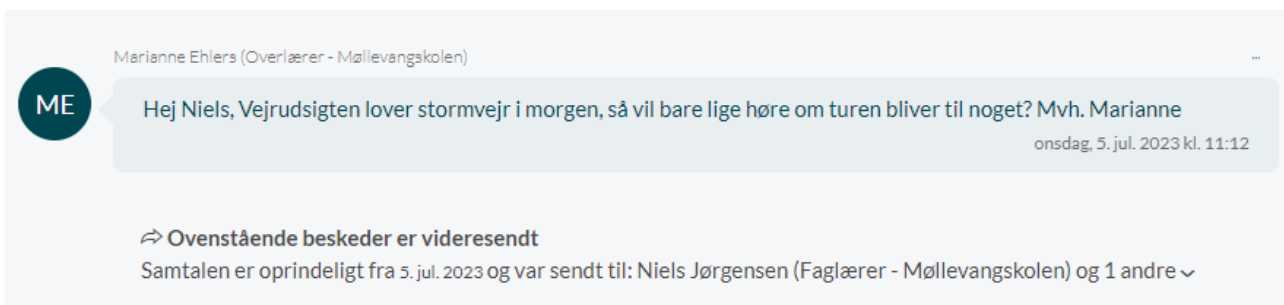 Marianne Ehlers (Overlærer - Møllevangskolen)
...
ME
Hej Niels, Vejrudsigten lover stormvejr i morgen, så vil bare lige høre om turen bliver til noget? Mvh. Marianne
onsdag, 5. jul. 2023 kl. 11:12
Ovenstående beskeder er videresendt
Samtalen er oprindeligt fra 5. jul. 2023 og var sendt til: Niels Jørgensen (Faglærer - Møllevangskolen) og 1 andre